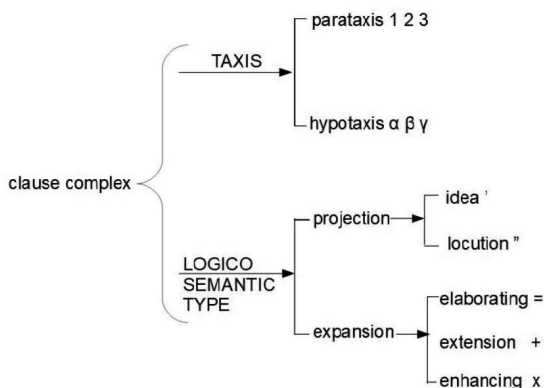 parataxis 1 2 3
TAXIS
hypotaxis α β γ
clause complex
idea ’
projection
locution ”
LOGICO
SEMANTIC
TYPE
elaborating =
expansion
extension +
enhancing x